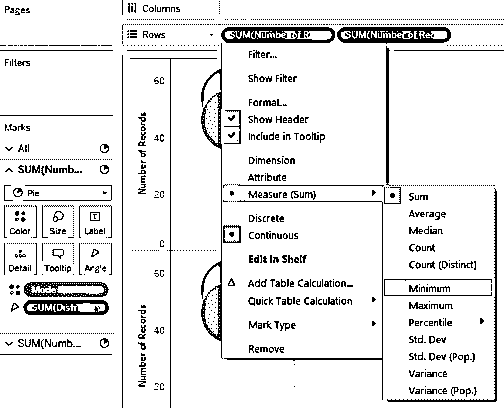 Pages
Columns
Rows
SUM(Number of R.
SUM(Number of Rec
Filters
Marks
All
SUM(Numb...
Pie
Color
Size
Label
Detail
Tooltip
Angle
SUM(Numb...
60
40
20
0
Number of Records
60
40
20
Number of Records
Filter...
Show Filter
Format...
Show Header
Include in Tooltip
Dimension
Attribute
Measure (Sum)
Discrete
Continuous
Edit in Shelf
Add Table Calculation...
Quick Table Calculation
Mark Type
Remove
Sum
Average
Median
Count
Count (Distinct)
Minimum
Maximum
Percentile
Std. Dev
Std. Dev (Pop.)
Variance
Variance (Pop.)